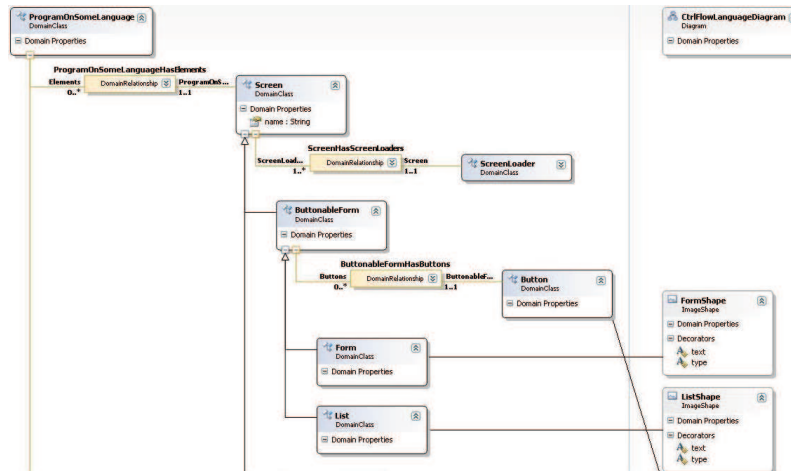 ProgramOnSomeLanguage
DomainClass
Domain Properties
CtrlFlowLanguageDiagram
Diagram
Domain Properties
ProgramOnSomeLanguageHasElements
Elements
DomainRelationship
ProgramOnS...
0..*
1..1
Screen
DomainClass
Domain Properties
name : String
ScreenHasScreenLoaders
ScreenLoad...
DomainRelationship
Screen
1..*
1..1
ScreenLoader
DomainClass
ButtonableForm
DomainClass
Domain Properties
ButtonableFormHasButtons
Buttons
DomainRelationship
ButtonableF...
0..*
1..1
Button
DomainClass
Domain Properties
FormShape
ImageShape
Domain Properties
Decorators
text
type
Form
DomainClass
Domain Properties
ListShape
ImageShape
Domain Properties
Decorators
text
type
List
DomainClass
Domain Properties